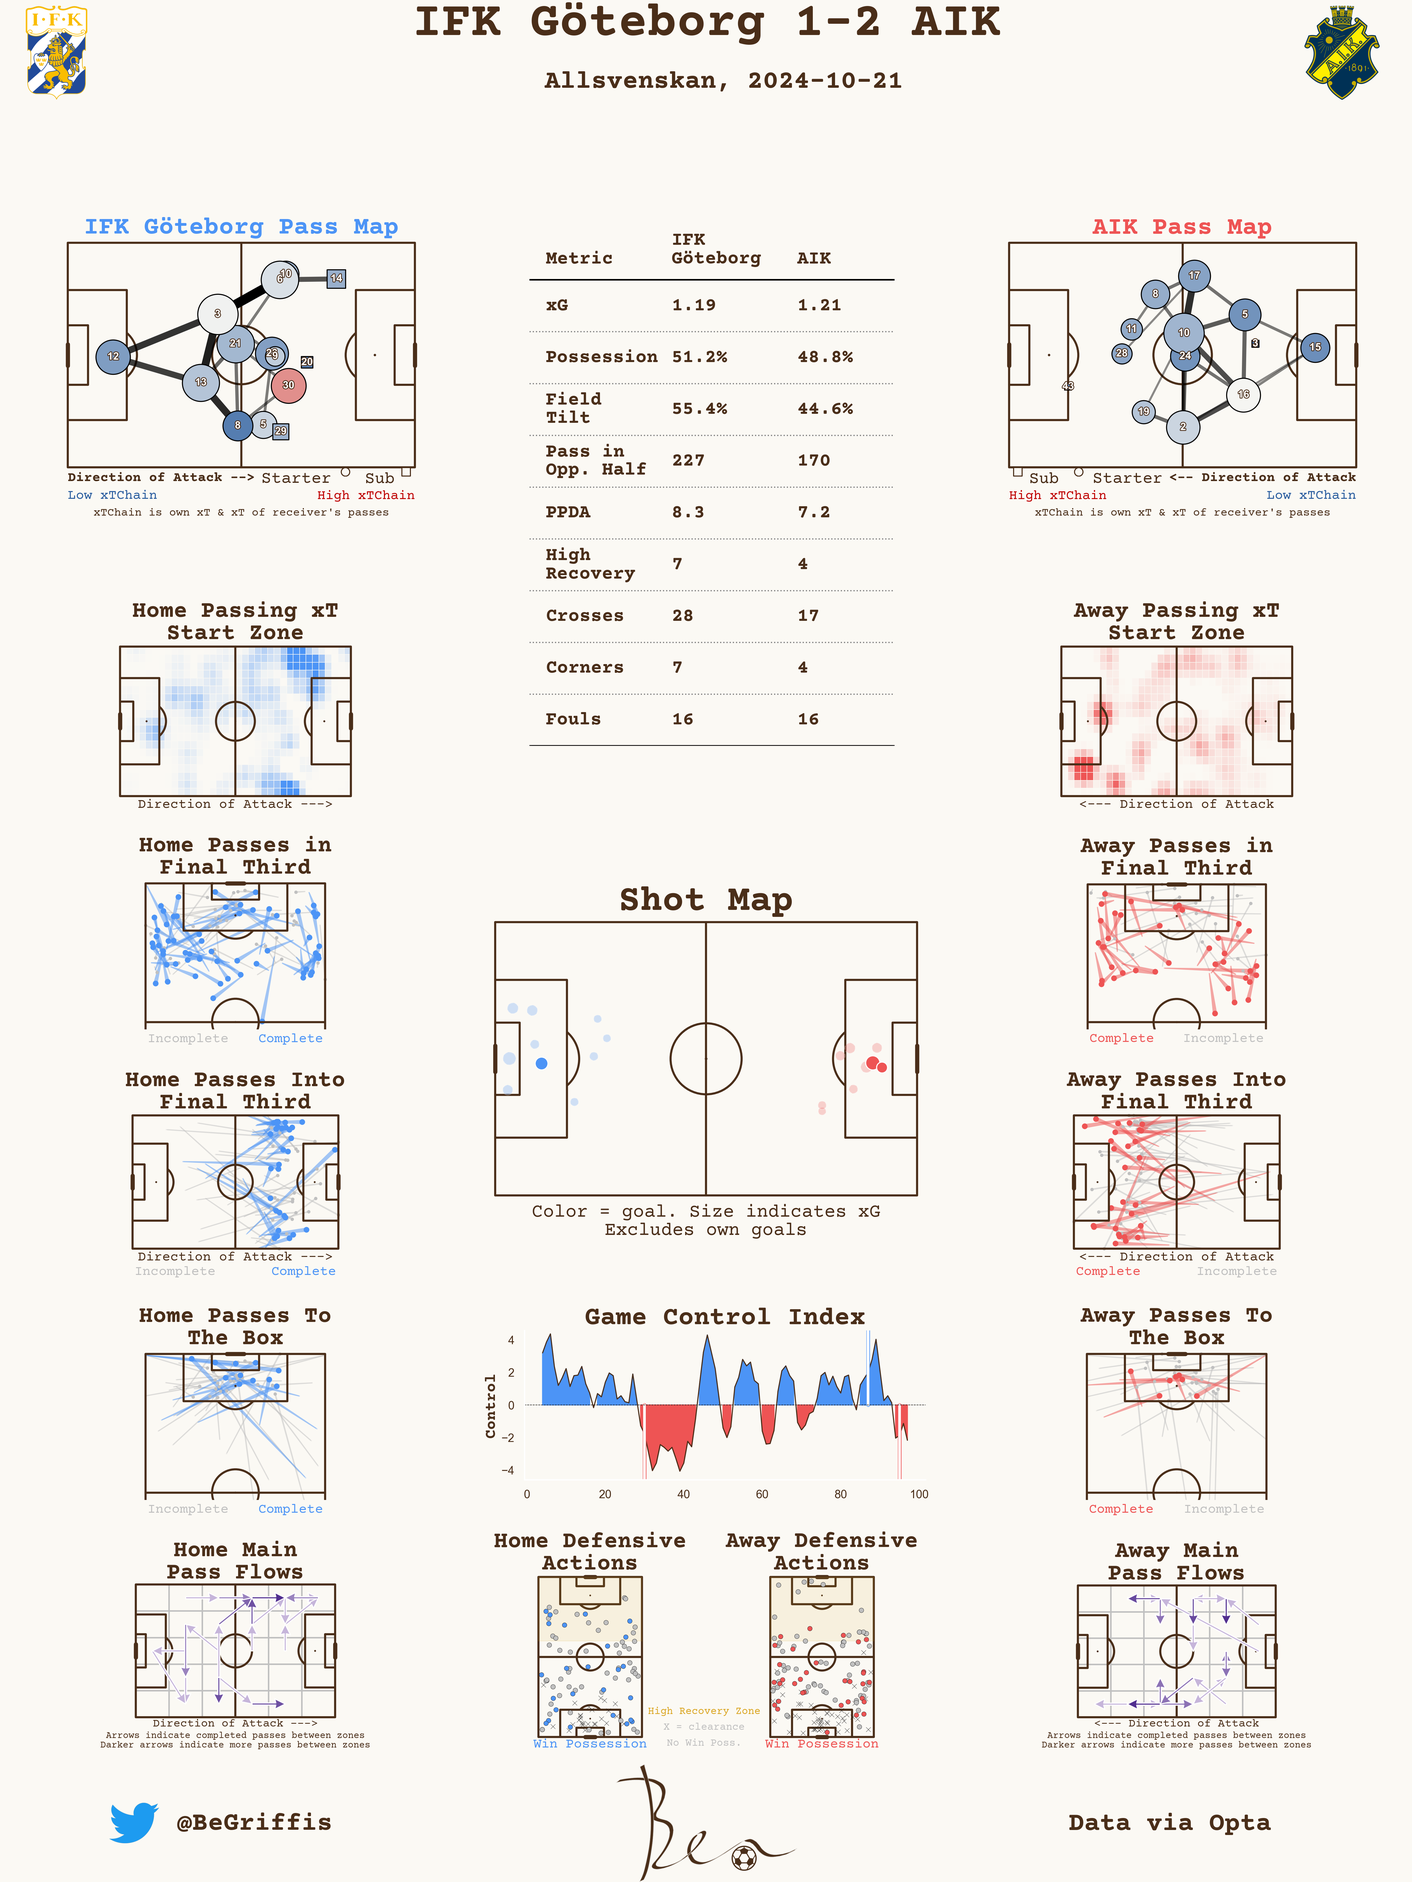 IFK Göteborg 1-2 AIK
Allsvenskan, 2024-10-21
I·F·K
A.I.K.
·1891·
IFK Göteborg Pass Map
12
3
13
21
6
10
14
9
20
30
8
5
29
Direction of Attack --> Starter Sub
Low xTChain High xTChain
xTChain is own xT & xT of receiver's passes
Metric IFK Göteborg AIK
xG 1.19 1.21
Possession 51.2% 48.8%
Field Tilt 55.4% 44.6%
Pass in Opp. Half 227 170
PPDA 8.3 7.2
High Recovery 7 4
Crosses 28 17
Corners 7 4
Fouls 16 16
AIK Pass Map
17
8
5
11
10
28
24
3
15
43
16
19
2
Sub Starter <-- Direction of Attack
High xTChain Low xTChain
xTChain is own xT & xT of receiver's passes
Home Passing xT
Start Zone
Direction of Attack --->
Away Passing xT
Start Zone
<--- Direction of Attack
Home Passes in
Final Third
Incomplete Complete
Away Passes in
Final Third
Complete Incomplete
Shot Map
Color = goal. Size indicates xG
Excludes own goals
Home Passes Into
Final Third
Direction of Attack --->
Incomplete Complete
Away Passes Into
Final Third
<--- Direction of Attack
Complete Incomplete
Home Passes To
The Box
Incomplete Complete
Game Control Index
Control
4
2
0
−2
−4
0 20 40 60 80 100
Away Passes To
The Box
Complete Incomplete
Home Main
Pass Flows
Direction of Attack --->
Arrows indicate completed passes between zones
Darker arrows indicate more passes between zones
Home Defensive
Actions
Win Possession
High Recovery Zone
X = clearance
No Win Poss.
Away Defensive
Actions
Win Possession
Away Main
Pass Flows
<--- Direction of Attack
Arrows indicate completed passes between zones
Darker arrows indicate more passes between zones
@BeGriffis
Ben
Data via Opta